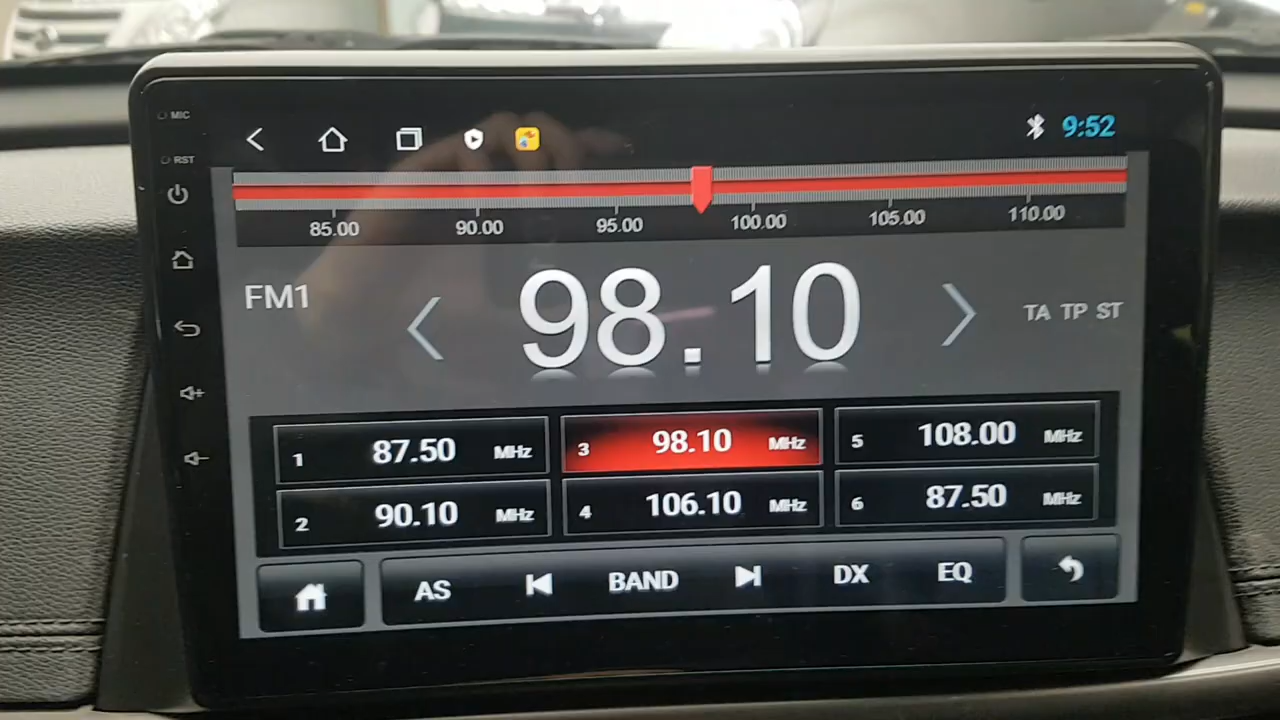 MIC
9:52
RST
85.00 90.00 95.00 100.00 105.00 110.00
FM1
98.10
TA TP ST
1 87.50 MHz
3 98.10 MHz
5 108.00 MHz
2 90.10 MHz
4 106.10 MHz
6 87.50 MHz
AS BAND DX EQ